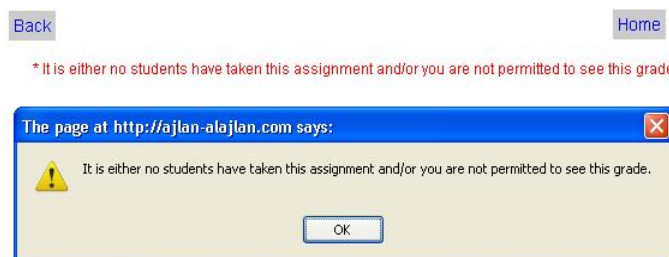 Back Home
* It is either no students have taken this assignment and/or you are not permitted to see this grade
The page at http://ajlan-alajlan.com says:
It is either no students have taken this assignment and/or you are not permitted to see this grade.
OK